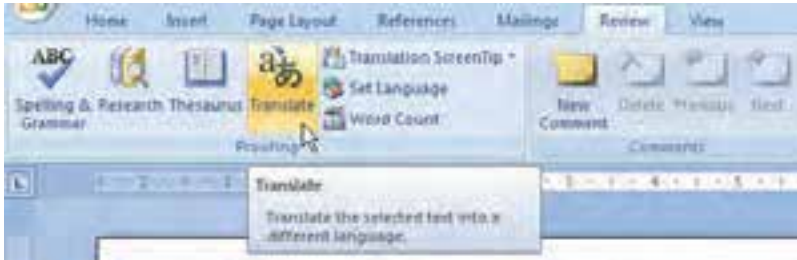 Home Insert Page Layout References Mailings Review View
ABC
Spelling & Grammar Research Thesaurus Translate
Translation ScreenTip
Set Language
Word Count
New Comment Delete Previous Next
Proofing
Comments
L
Translate
Translate the selected text into a
different language.